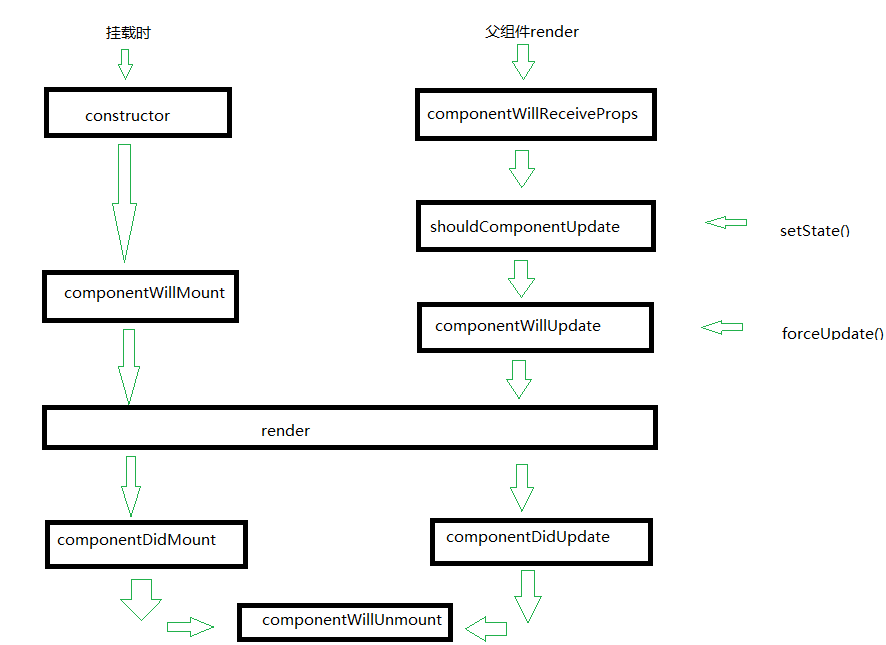 挂载时
父组件render
constructor
componentWillReceiveProps
shouldComponentUpdate
setState()
componentWillMount
componentWillUpdate
forceUpdate()
render
componentDidMount
componentDidUpdate
componentWillUnmount